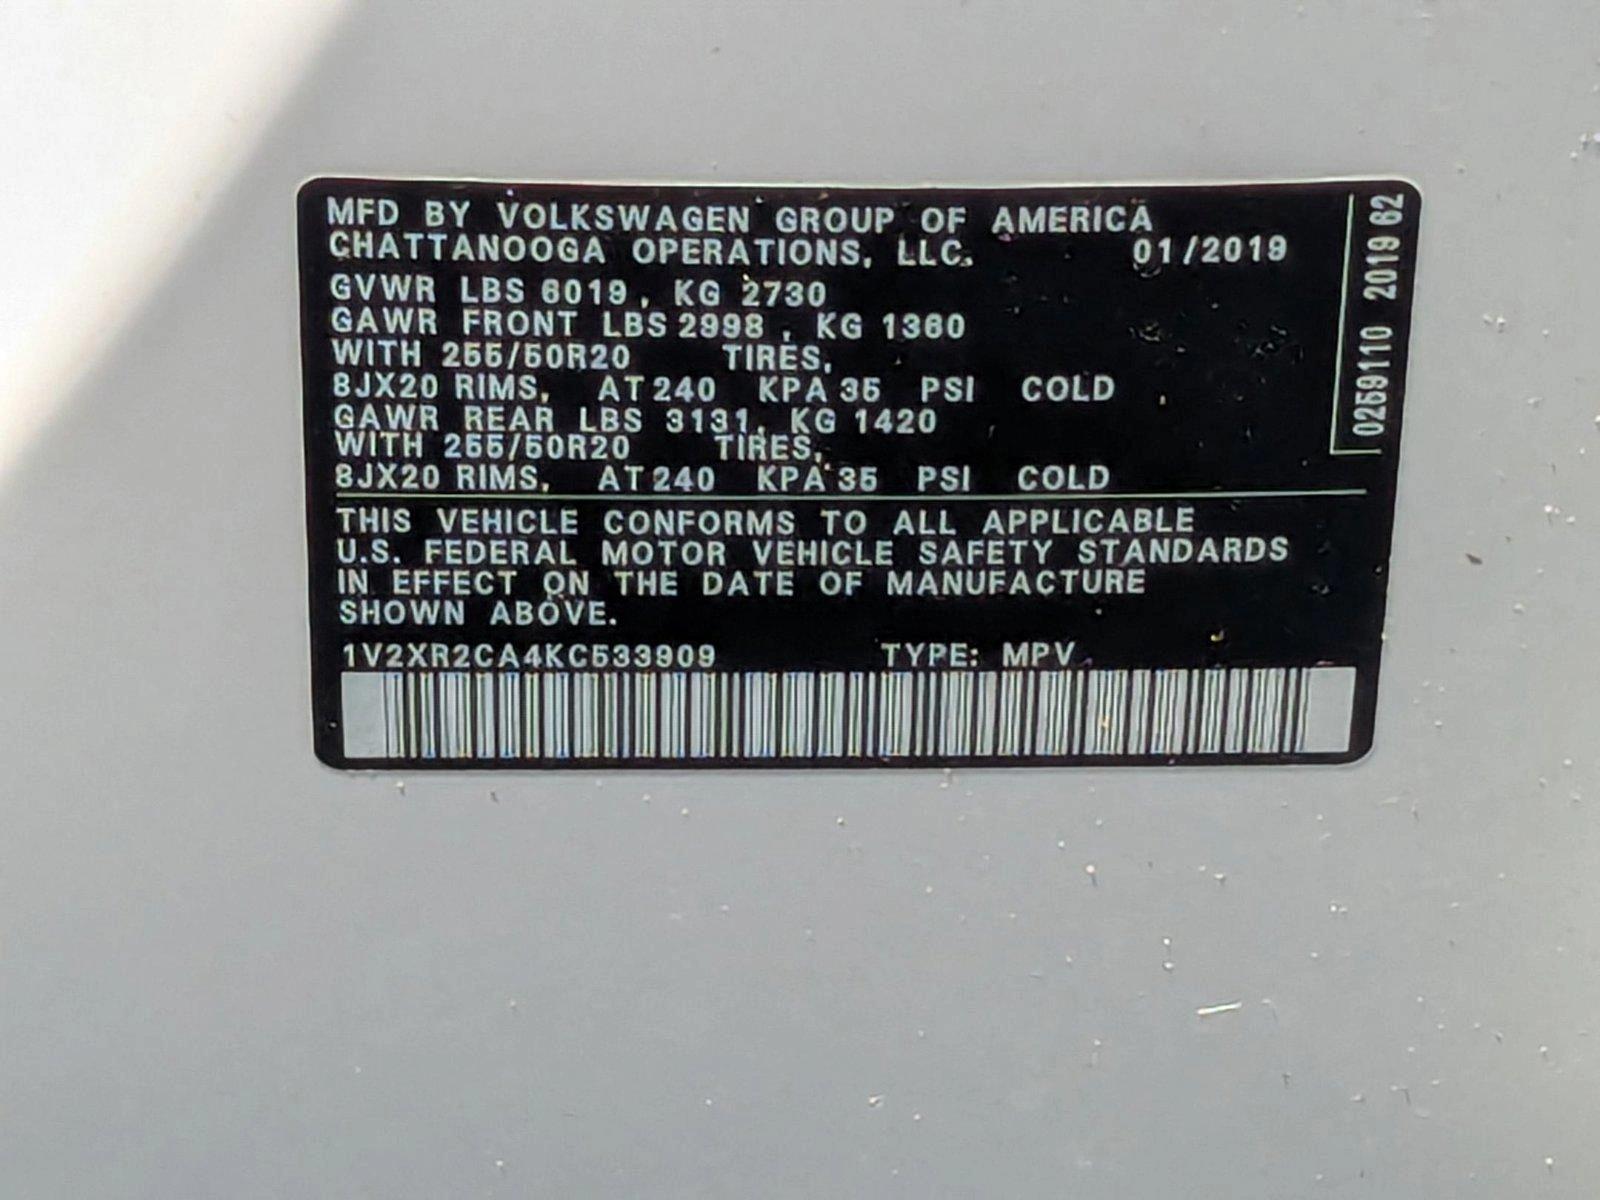 MFD BY VOLKSWAGEN GROUP OF AMERICA
CHATTANOOGA OPERATIONS, LLC. 01/2019
GVWR LBS 6019, KG 2730
GAWR FRONT LBS 2998 , KG 1360
WITH 255/50R20 TIRES,
8JX20 RIMS, AT 240 KPA 35 PSI COLD
GAWR REAR LBS 3131, KG 1420
WITH 255/50R20 TIRES,
8JX20 RIMS, AT 240 KPA 35 PSI COLD
THIS VEHICLE CONFORMS TO ALL APPLICABLE
U.S. FEDERAL MOTOR VEHICLE SAFETY STANDARDS
IN EFFECT ON THE DATE OF MANUFACTURE
SHOWN ABOVE.
1V2XR2CA4KC533909 TYPE: MPV
0259110 2019 62